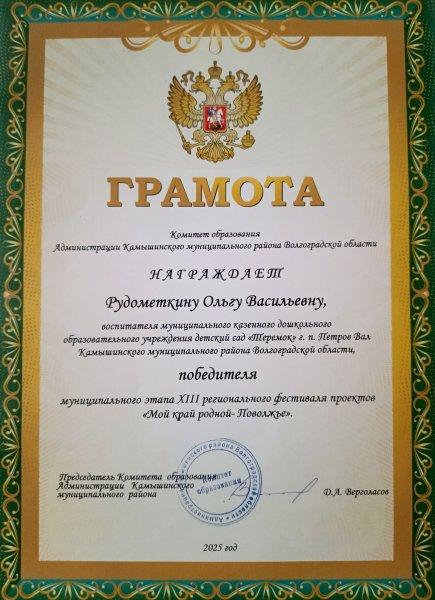 ГРАМОТА
Комитет образования
Администрации Камышинского муниципального района Волгоградской области
НАГРАЖДАЕТ
Рудометкину Ольгу Васильевну,
воспитателя муниципального казенного дошкольного
образовательного учреждения детский сад «Теремок» г. п. Петров Вал
Камышинского муниципального района Волгоградской области,
победителя
муниципального этапа XIII регионального фестиваля проектов
«Мой край родной- Поволжье».
Председатель Комитета образования
Администрации Камышинского
муниципального района
Д.А. Верголасов
Комитет
образования
2025 год